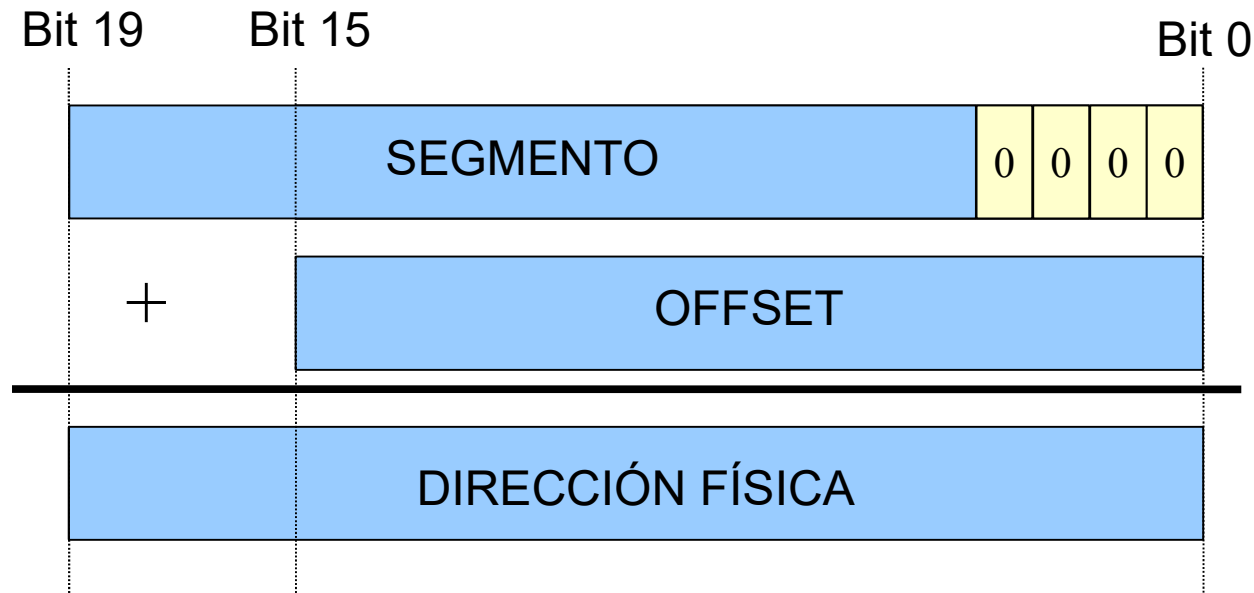 Bit 19 Bit 15 Bit 0
SEGMENTO 0 0 0 0
+ OFFSET
DIRECCIÓN FÍSICA